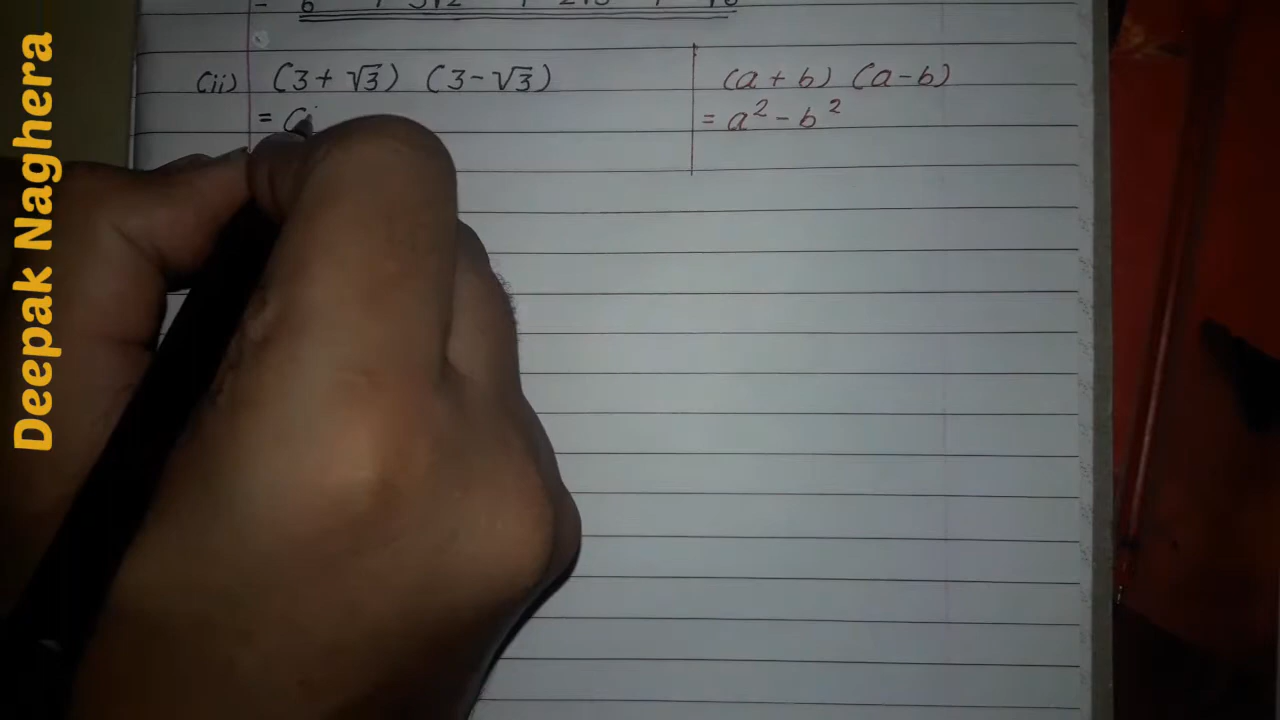 (ii) (3 + √3) (3 - √3)
=
(a + b) (a - b)
= a² - b²
Deepak Naghera